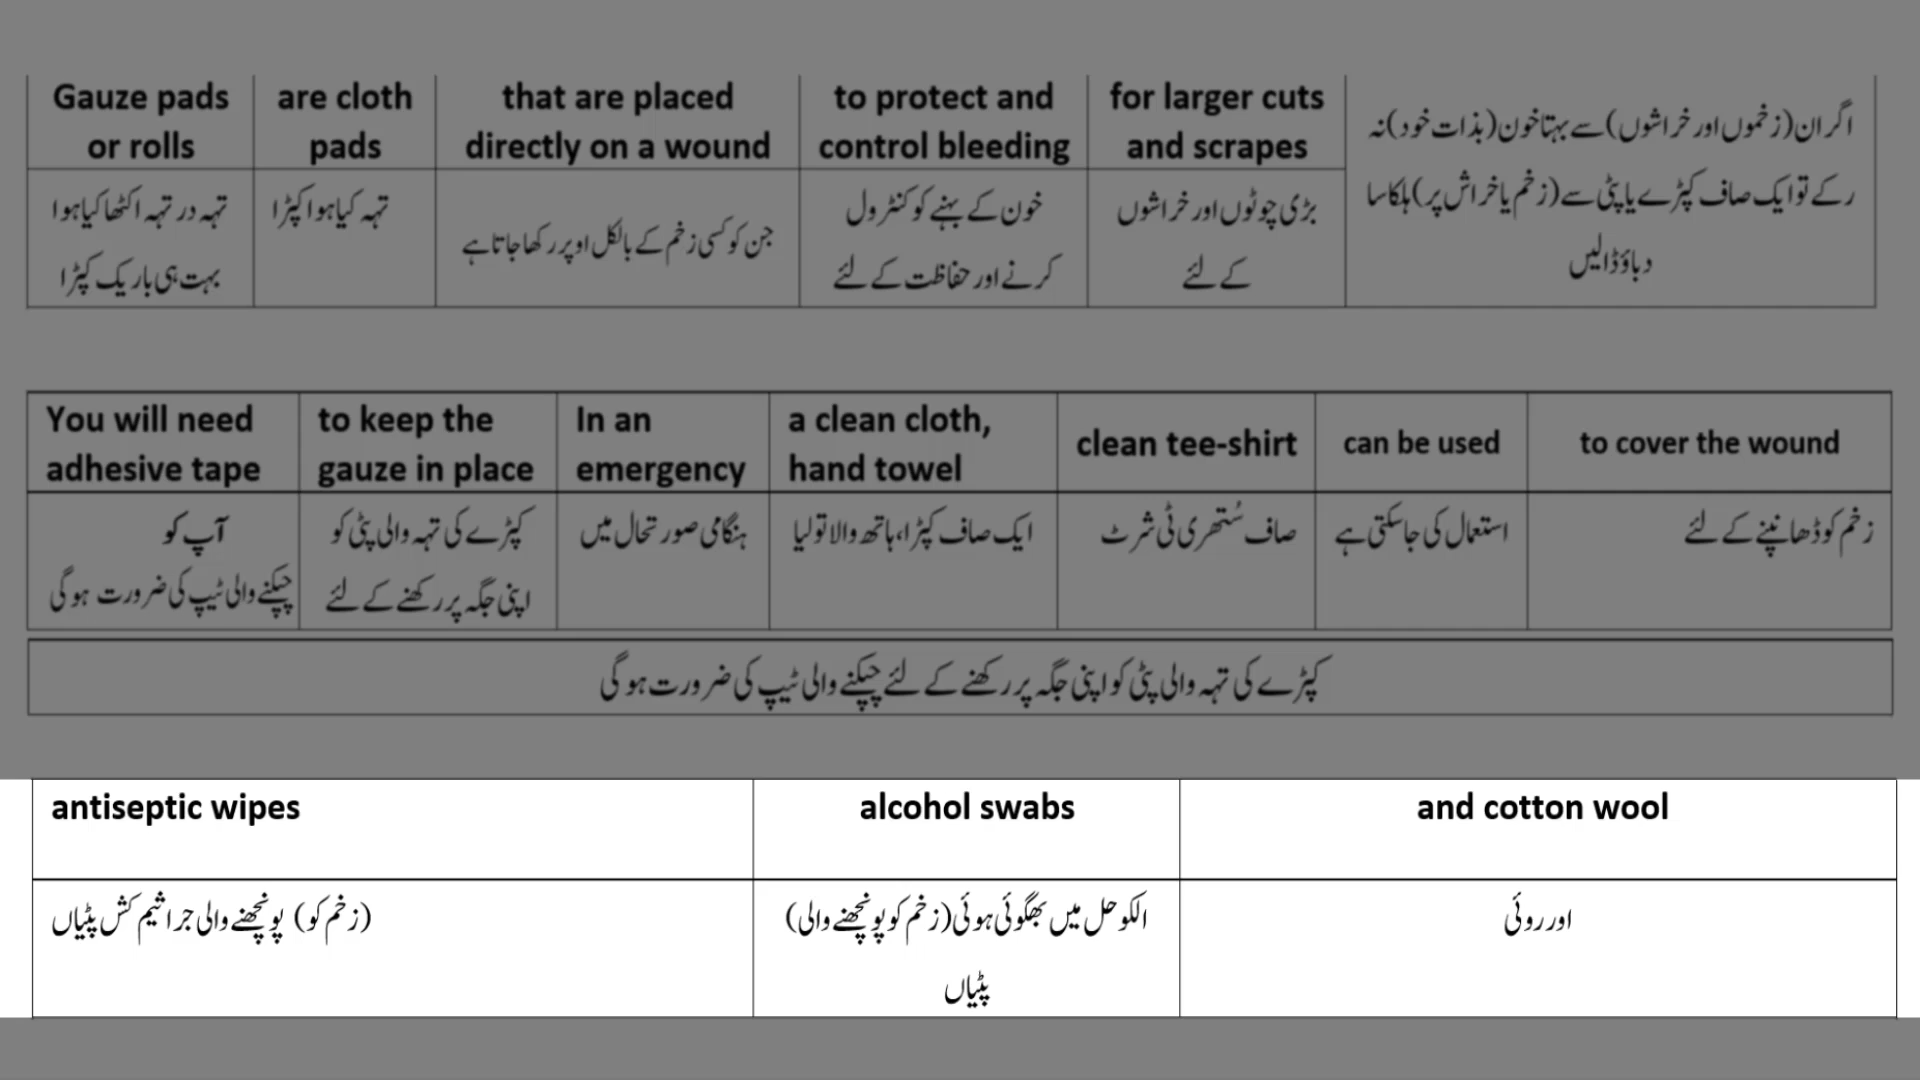 Gauze pads
or rolls
are cloth
pads
that are placed
directly on a wound
to protect and
control bleeding
for larger cuts
and scrapes
اگر ان (زخموں اور خراشوں) سے بہتا خون (بذات خود) نہ
رکے تو ایک صاف کپڑے یا پٹی سے (زخم یا خراش پر) ہلکا سا
دباؤ ڈالیں
تہہ در تہہ اکٹھا کیا ہوا
بہت ہی باریک کپڑا
تہہ کیا ہوا کپڑا
جن کو کسی زخم کے بالکل اوپر رکھا جاتا ہے
خون کے بہنے کو کنٹرول
کرنے اور حفاظت کے لئے
بڑی چوٹوں اور خراشوں
کے لئے
You will need
adhesive tape
to keep the
gauze in place
In an
emergency
a clean cloth,
hand towel
clean tee-shirt
can be used
to cover the wound
آپ کو
چپکنے والی ٹیپ کی ضرورت ہو گی
کپڑے کی تہہ والی پٹی کو
اپنی جگہ پر رکھنے کے لئے
ہنگامی صورتحال میں
ایک صاف کپڑا، ہاتھ والا تولیا
صاف سُتھری ٹی شرٹ
استعمال کی جا سکتی ہے
زخم کو ڈھانپنے کے لئے
کپڑے کی تہہ والی پٹی کو اپنی جگہ پر رکھنے کے لئے چپکنے والی ٹیپ کی ضرورت ہو گی
antiseptic wipes
alcohol swabs
and cotton wool
(زخم کو) پونچھنے والی جراثیم کش پٹیاں
الکوحل میں بھگوئی ہوئی (زخم کو پونچھنے والی)
پٹیاں
اور روئی